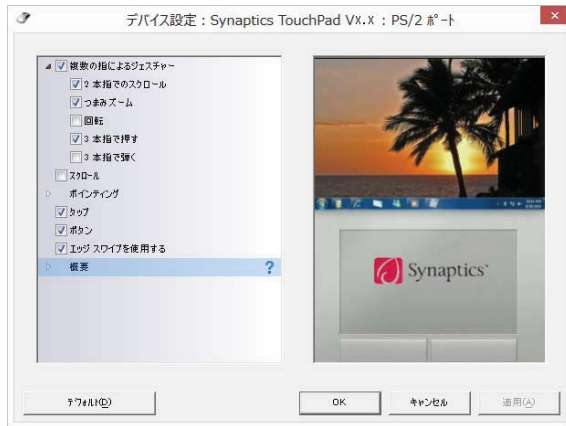 デバイス設定：Synaptics TouchPad Vx.x : PS/2 ﾎﾟｰﾄ
複数の指によるジェスチャー
2 本指でのスクロール
つまみズーム
回転
3 本指で押す
3 本指で弾く
スクロール
ポインティング
タップ
ボタン
エッジ スワイプを使用する
概要 ?
Synaptics
デフォルト(D)
OK
キャンセル
適用(A)